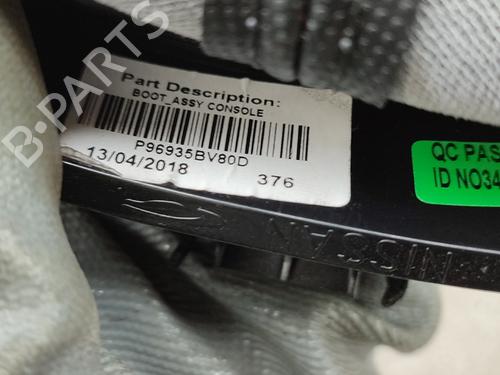 Part Description:
BOOT_ASSY CONSOLE
P96935BV80D
13/04/2018 376
QC PAS
ID NO34
NISSAN
B-PARTS